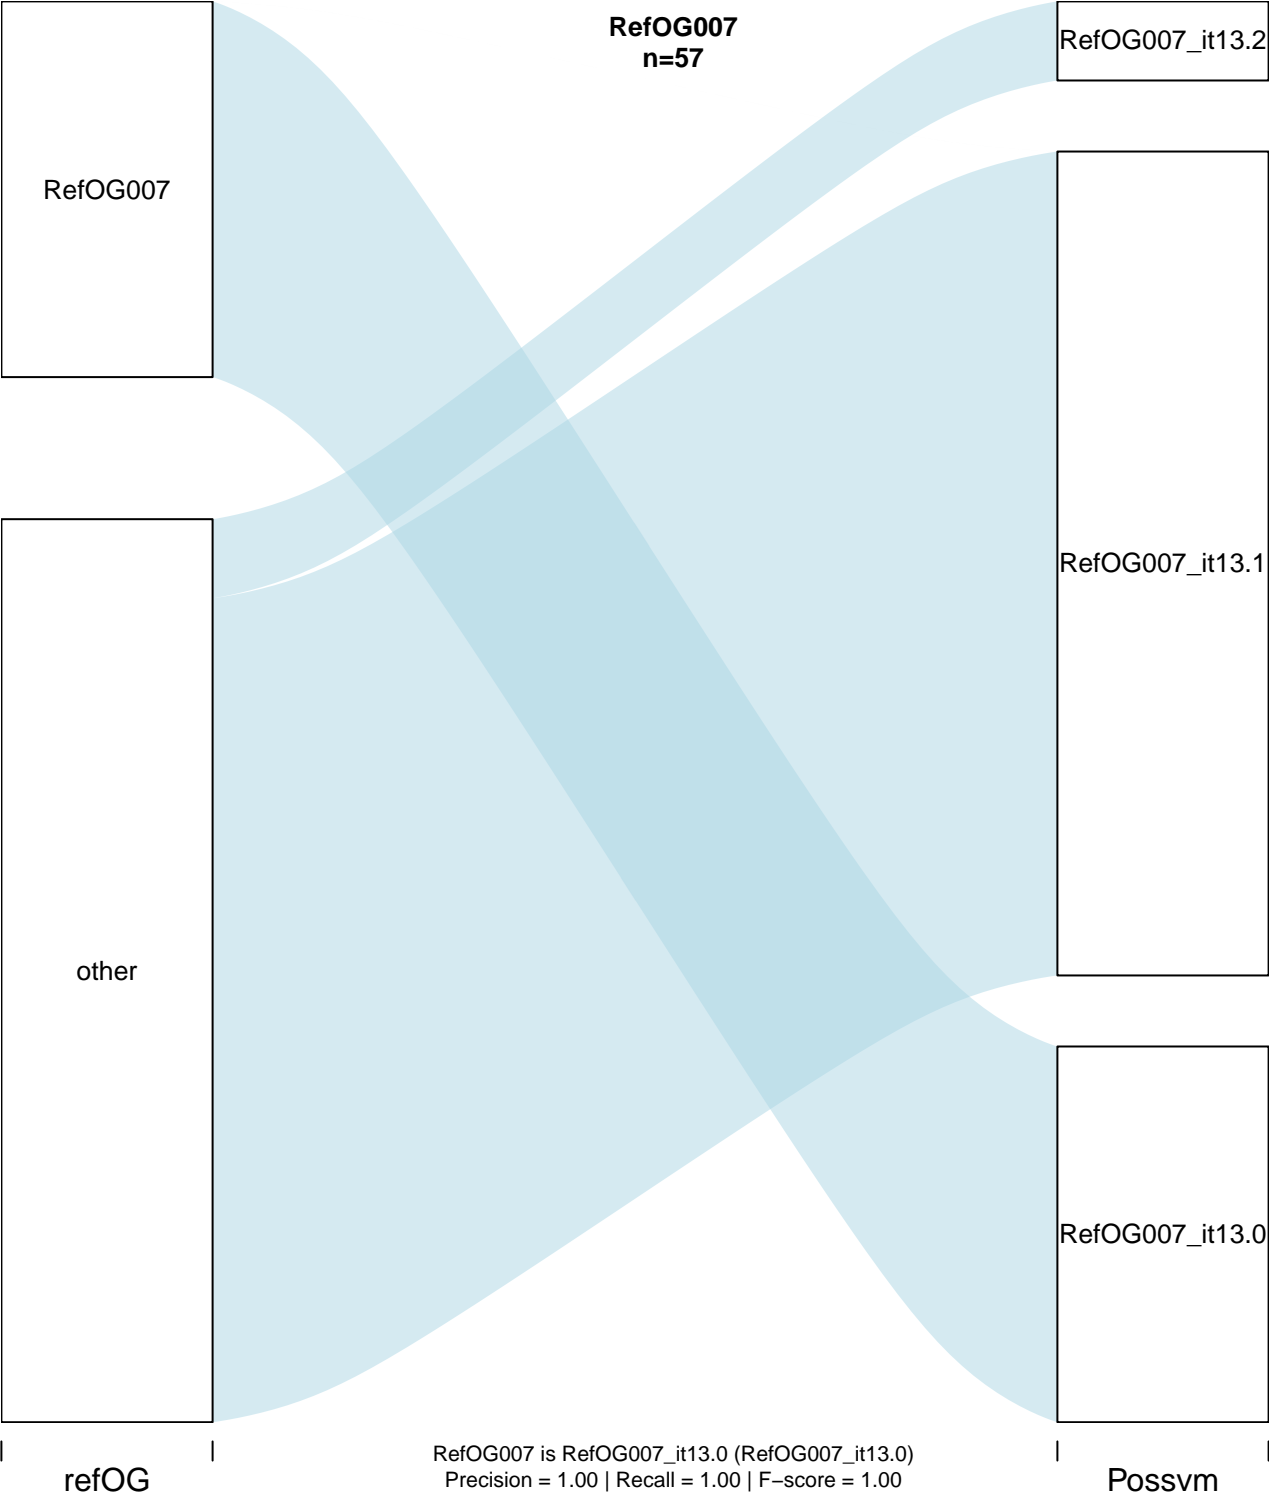 RefOG007
n=57
RefOG007_it13.2
RefOG007
RefOG007_it13.1
other
RefOG007_it13.0
RefOG007 is RefOG007_it13.0 (RefOG007_it13.0)
Precision = 1.00 | Recall = 1.00 | F−score = 1.00
refOG
Possvm